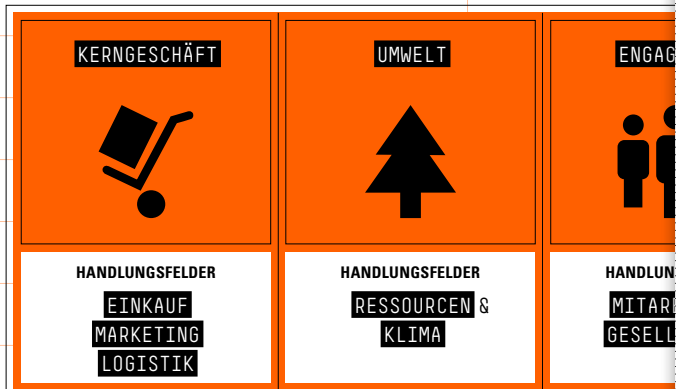 KERNGESCHÄFT
HANDLUNGSFELDER
EINKAUF
MARKETING
LOGISTIK
UMWELT
HANDLUNGSFELDER
RESSOURCEN &
KLIMA